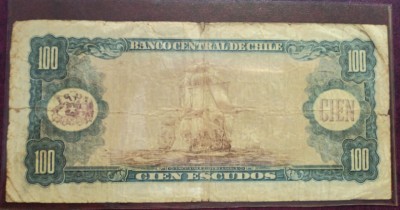 100 BANCO CENTRAL DE CHILE 100
CIEN
100 CIEN ESCUDOS 100